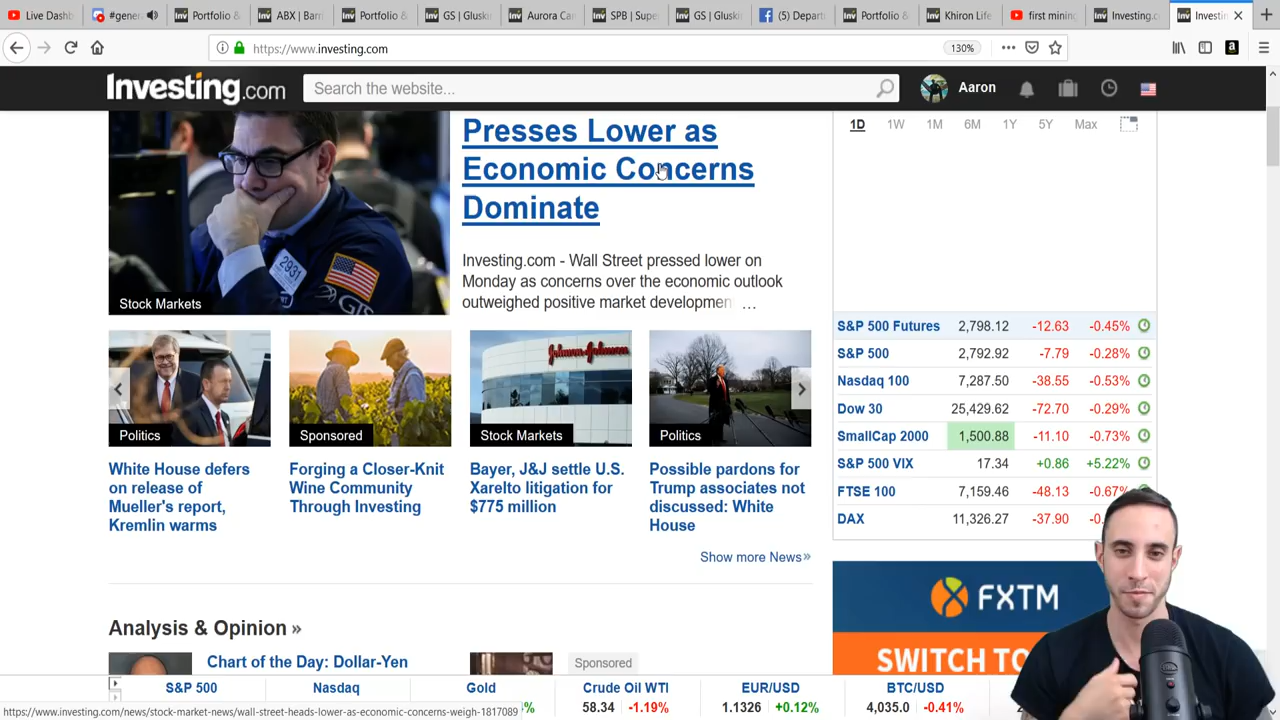 Live Dashb
#gener
Portfolio &
ABX | Barr
Portfolio &
GS | Gluski
Aurora Can
SPB | Supe
GS | Gluski
(5) Depart
Portfolio &
Khiron Life
first minin
Investing.c
Investin
https://www.investing.com
130%
Investing.com
Search the website...
Aaron
Presses Lower as
Economic Concerns
Dominate
Investing.com - Wall Street pressed lower on
Monday as concerns over the economic outlook
outweighed positive market developmen ...
2931
Stock Markets
1D 1W 1M 6M 1Y 5Y Max
S&P 500 Futures 2,798.12 -12.63 -0.45%
S&P 500 2,792.92 -7.79 -0.28%
Nasdaq 100 7,287.50 -38.55 -0.53%
Dow 30 25,429.62 -72.70 -0.29%
SmallCap 2000 1,500.88 -11.10 -0.73%
S&P 500 VIX 17.34 +0.86 +5.22%
FTSE 100 7,159.46 -48.13 -0.67%
DAX 11,326.27 -37.90 -0.
Politics
White House defers
on release of
Mueller's report,
Kremlin warms
Sponsored
Forging a Closer-Knit
Wine Community
Through Investing
Johnson&Johnson
Stock Markets
Bayer, J&J settle U.S.
Xarelto litigation for
$775 million
Politics
Possible pardons for
Trump associates not
discussed: White
House
Show more News»
Analysis & Opinion »
Chart of the Day: Dollar-Yen
Sponsored
FXTM
SWITCH TO
S&P 500
Nasdaq
Gold
Crude Oil WTI
58.34 -1.19%
EUR/USD
1.1326 +0.12%
BTC/USD
4,035.0 -0.41%
https://www.investing.com/news/stock-market-news/wall-street-heads-lower-as-economic-concerns-weigh-1817089